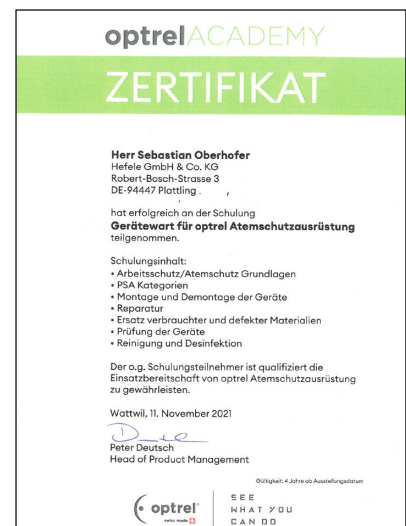 optrel ACADEMY
ZERTIFIKAT
Herr Sebastian Oberhofer
Hefele GmbH & Co. KG
Robert-Bosch-Strasse 3
DE-94447 Plattling
hat erfolgreich an der Schulung
Gerätewart für optrel Atemschutzausrüstung
teilgenommen.
Schulungsinhalt:
• Arbeitsschutz/Atemschutz Grundlagen
• PSA Kategorien
• Montage und Demontage der Geräte
• Reparatur
• Ersatz verbrauchter und defekter Materialien
• Prüfung der Geräte
• Reinigung und Desinfektion
Der o.g. Schulungsteilnehmer ist qualifiziert die
Einsatzbereitschaft von optrel Atemschutzausrüstung
zu gewährleisten.
Wattwil, 11. November 2021
Peter Deutsch
Head of Product Management
Gültigkeit: 4 Jahre ab Ausstellungsdatum
optrel
swiss made
SEE
WHAT YOU
CAN DO